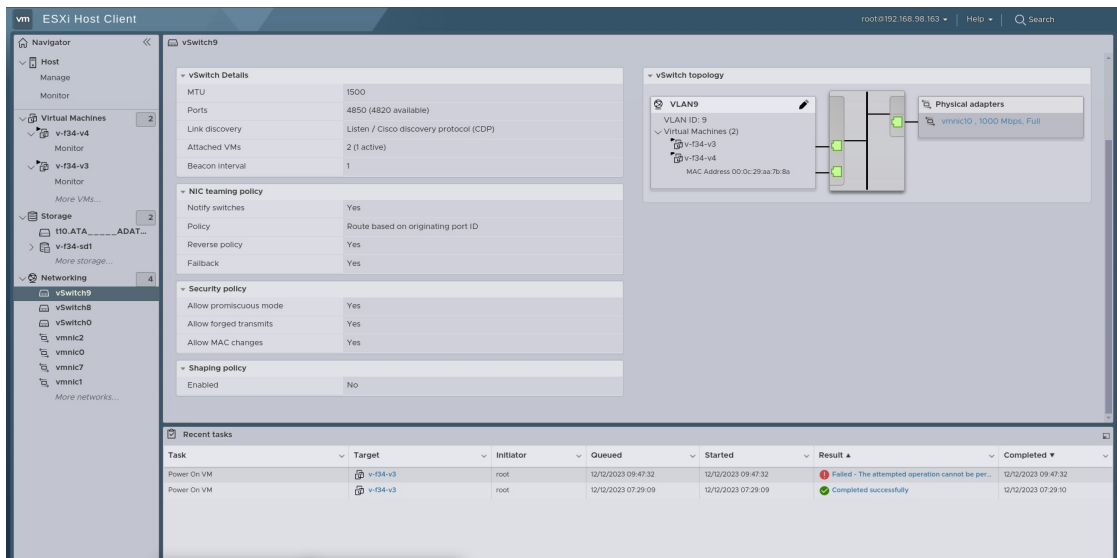 vm ESXi Host Client
root@192.168.98.163 Help Search
Navigator
Host
Manage
Monitor
Virtual Machines 2
v-f34-v4
Monitor
v-f34-v3
Monitor
More VMs...
Storage 2
t10.ATA_____ADAT...
v-f34-sd1
More storage...
Networking 4
vSwitch9
vSwitch8
vSwitch0
vmnic2
vmnic0
vmnic7
vmnic1
More networks...
vSwitch9
vSwitch Details
MTU 1500
Ports 4850 (4820 available)
Link discovery Listen / Cisco discovery protocol (CDP)
Attached VMs 2 (1 active)
Beacon interval 1
NIC teaming policy
Notify switches Yes
Policy Route based on originating port ID
Reverse policy Yes
Failback Yes
Security policy
Allow promiscuous mode Yes
Allow forged transmits Yes
Allow MAC changes Yes
Shaping policy
Enabled No
vSwitch topology
VLAN9
VLAN ID: 9
Virtual Machines (2)
v-f34-v3
v-f34-v4
MAC Address 00:0c:29:aa:7b:8a
Physical adapters
vmnic10 , 1000 Mbps, Full
Recent tasks
Task Target Initiator Queued Started Result Completed
Power On VM v-f34-v3 root 12/12/2023 09:47:32 12/12/2023 09:47:32 Failed - The attempted operation cannot be per... 12/12/2023 09:47:32
Power On VM v-f34-v3 root 12/12/2023 07:29:09 12/12/2023 07:29:09 Completed successfully 12/12/2023 07:29:10